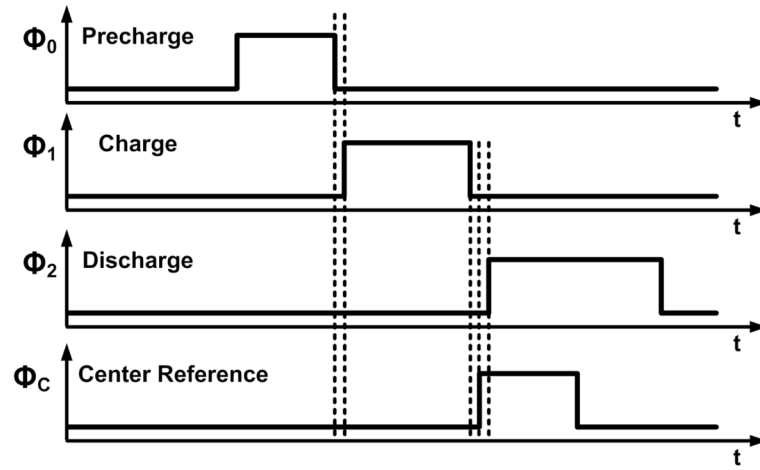 Φ0 Precharge
t
Φ1 Charge
t
Φ2 Discharge
t
ΦC Center Reference
t